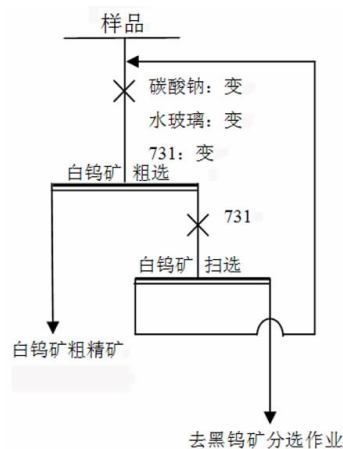 样品
碳酸钠：变
水玻璃：变
731：变
白钨矿 粗选
731
白钨矿 扫选
白钨矿粗精矿
去黑钨矿分选作业